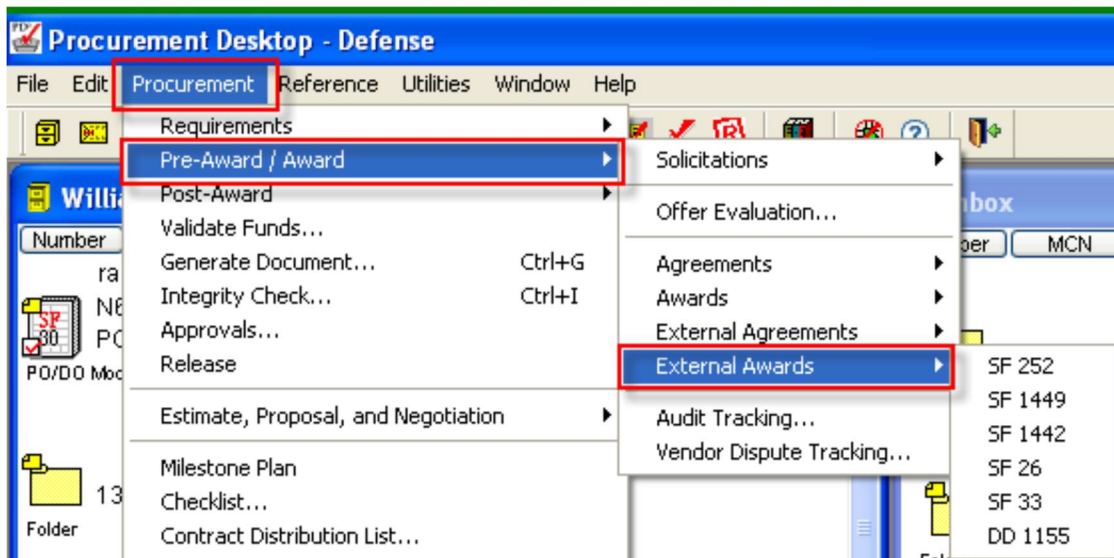 Procurement Desktop - Defense
File Edit Procurement Reference Utilities Window Help
Requirements
Pre-Award / Award
Post-Award
Validate Funds...
Generate Document... Ctrl+G
Integrity Check... Ctrl+I
Approvals...
Release
Estimate, Proposal, and Negotiation
Milestone Plan
Checklist...
Contract Distribution List...
Solicitations
Offer Evaluation...
Agreements
Awards
External Agreements
External Awards
Audit Tracking...
Vendor Dispute Tracking...
SF 252
SF 1449
SF 1442
SF 26
SF 33
DD 1155
Number
SF
30
PO/DO Mod
13
Folder
MCN